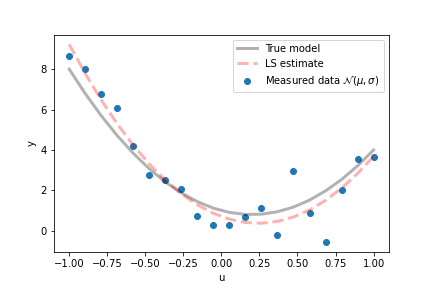 True model
LS estimate
Measured data 𝒩(μ, σ)
8
6
4
2
0
y
−1.00 −0.75 −0.50 −0.25 0.00 0.25 0.50 0.75 1.00
u